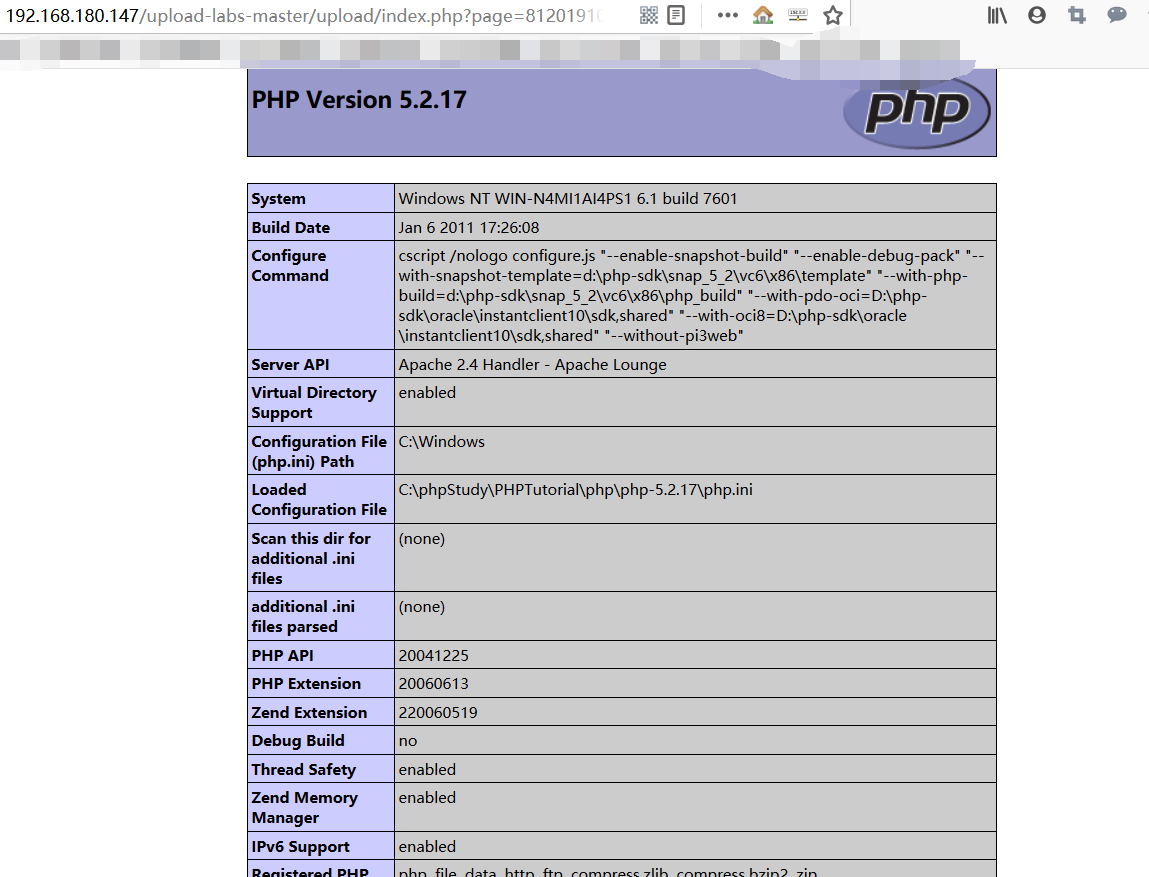 192.168.180.147/upload-labs-master/upload/index.php?page=81201910
PHP Version 5.2.17
php
System Windows NT WIN-N4MI1AI4PS1 6.1 build 7601
Build Date Jan 6 2011 17:26:08
Configure Command cscript /nologo configure.js "--enable-snapshot-build" "--enable-debug-pack" "--
with-snapshot-template=d:\php-sdk\snap_5_2\vc6\x86\template" "--with-php-
build=d:\php-sdk\snap_5_2\vc6\x86\php_build" "--with-pdo-oci=D:\php-
sdk\oracle\instantclient10\sdk,shared" "--with-oci8=D:\php-sdk\oracle
\instantclient10\sdk,shared" "--without-pi3web"
Server API Apache 2.4 Handler - Apache Lounge
Virtual Directory Support enabled
Configuration File (php.ini) Path C:\Windows
Loaded Configuration File C:\phpStudy\PHPTutorial\php\php-5.2.17\php.ini
Scan this dir for additional .ini files (none)
additional .ini files parsed (none)
PHP API 20041225
PHP Extension 20060613
Zend Extension 220060519
Debug Build no
Thread Safety enabled
Zend Memory Manager enabled
IPv6 Support enabled
Registered PHP php, file, data, http, ftp, compress.zlib, compress.bzip2, zip